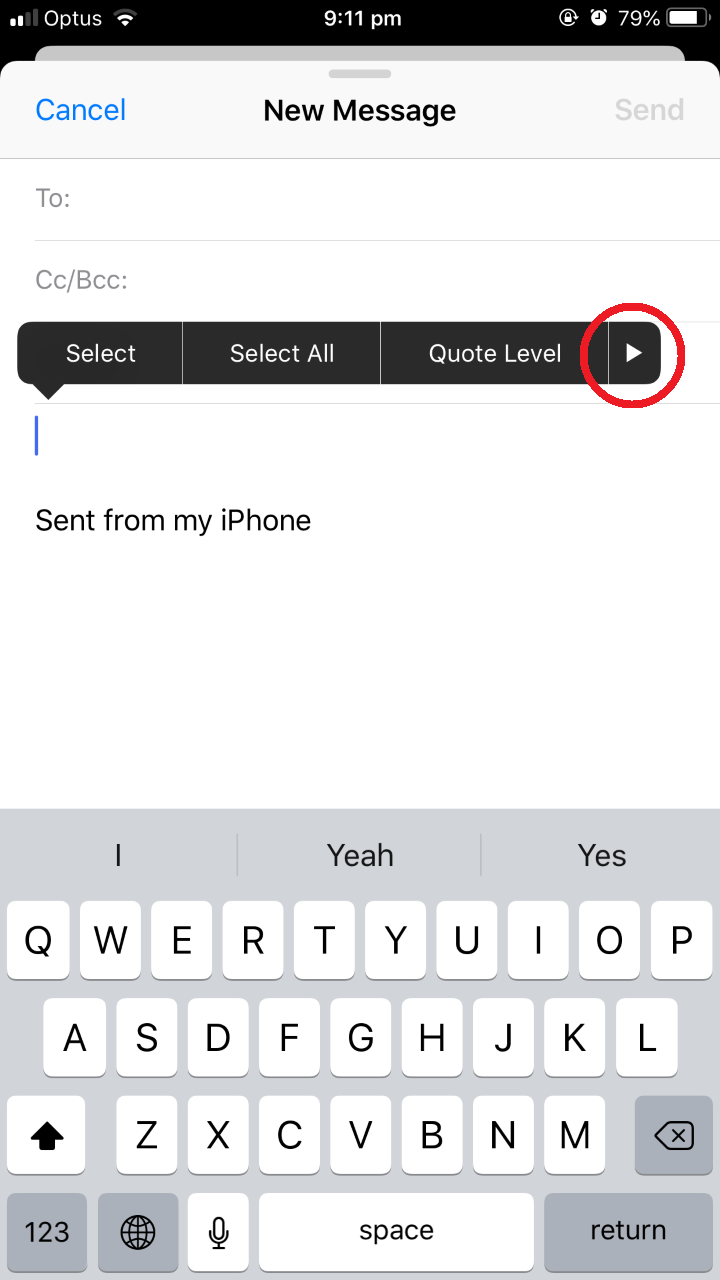 Optus 9:11 pm 79%
Cancel New Message Send
To:
Cc/Bcc:
Select Select All Quote Level
Sent from my iPhone
I Yeah Yes
Q W E R T Y U I O P
A S D F G H J K L
Z X C V B N M
123 space return